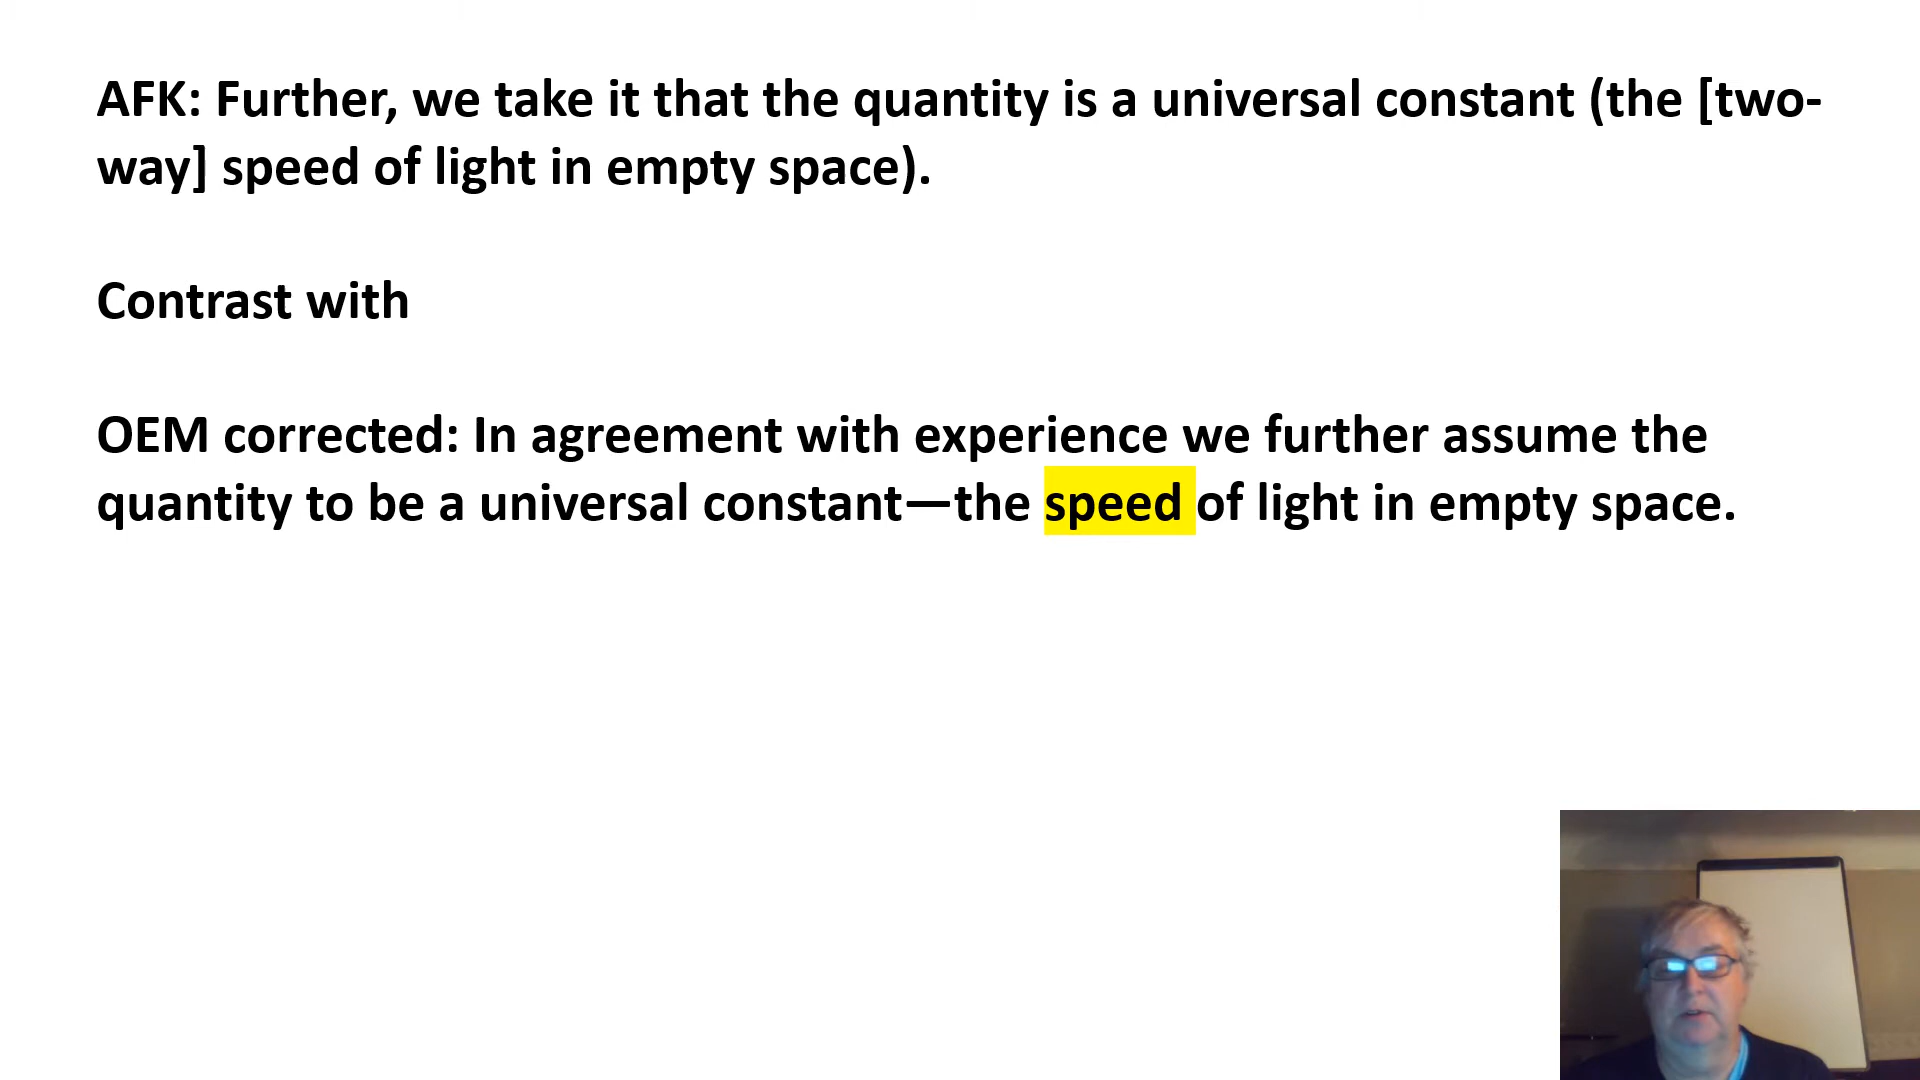 AFK: Further, we take it that the quantity is a universal constant (the [two-
way] speed of light in empty space).
Contrast with
OEM corrected: In agreement with experience we further assume the
quantity to be a universal constant—the speed of light in empty space.